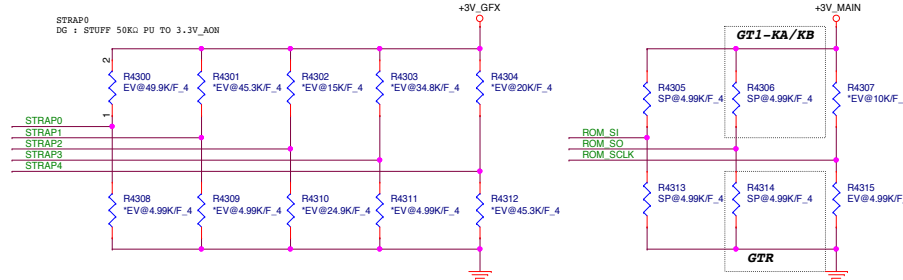 +3V_GFX
+3V_MAIN
STRAP0
DG : STUFF 50KΩ PU TO 3.3V_AON
GT1-KA/KB
2
R4300
EV@49.9K/F_4
R4301
*EV@45.3K/F_4
R4302
*EV@15K/F_4
R4303
*EV@34.8K/F_4
R4304
*EV@20K/F_4
R4305
SP@4.99K/F_4
R4306
SP@4.99K/F_4
R4307
*EV@10K/F_4
1
STRAP0
STRAP1
STRAP2
STRAP3
STRAP4
ROM_SI
ROM_SO
ROM_SCLK
R4308
*EV@4.99K/F_4
R4309
*EV@4.99K/F_4
R4310
*EV@24.9K/F_4
R4311
*EV@4.99K/F_4
R4312
*EV@45.3K/F_4
R4313
SP@4.99K/F_4
R4314
SP@4.99K/F_4
R4315
EV@4.99K/F_
GTR